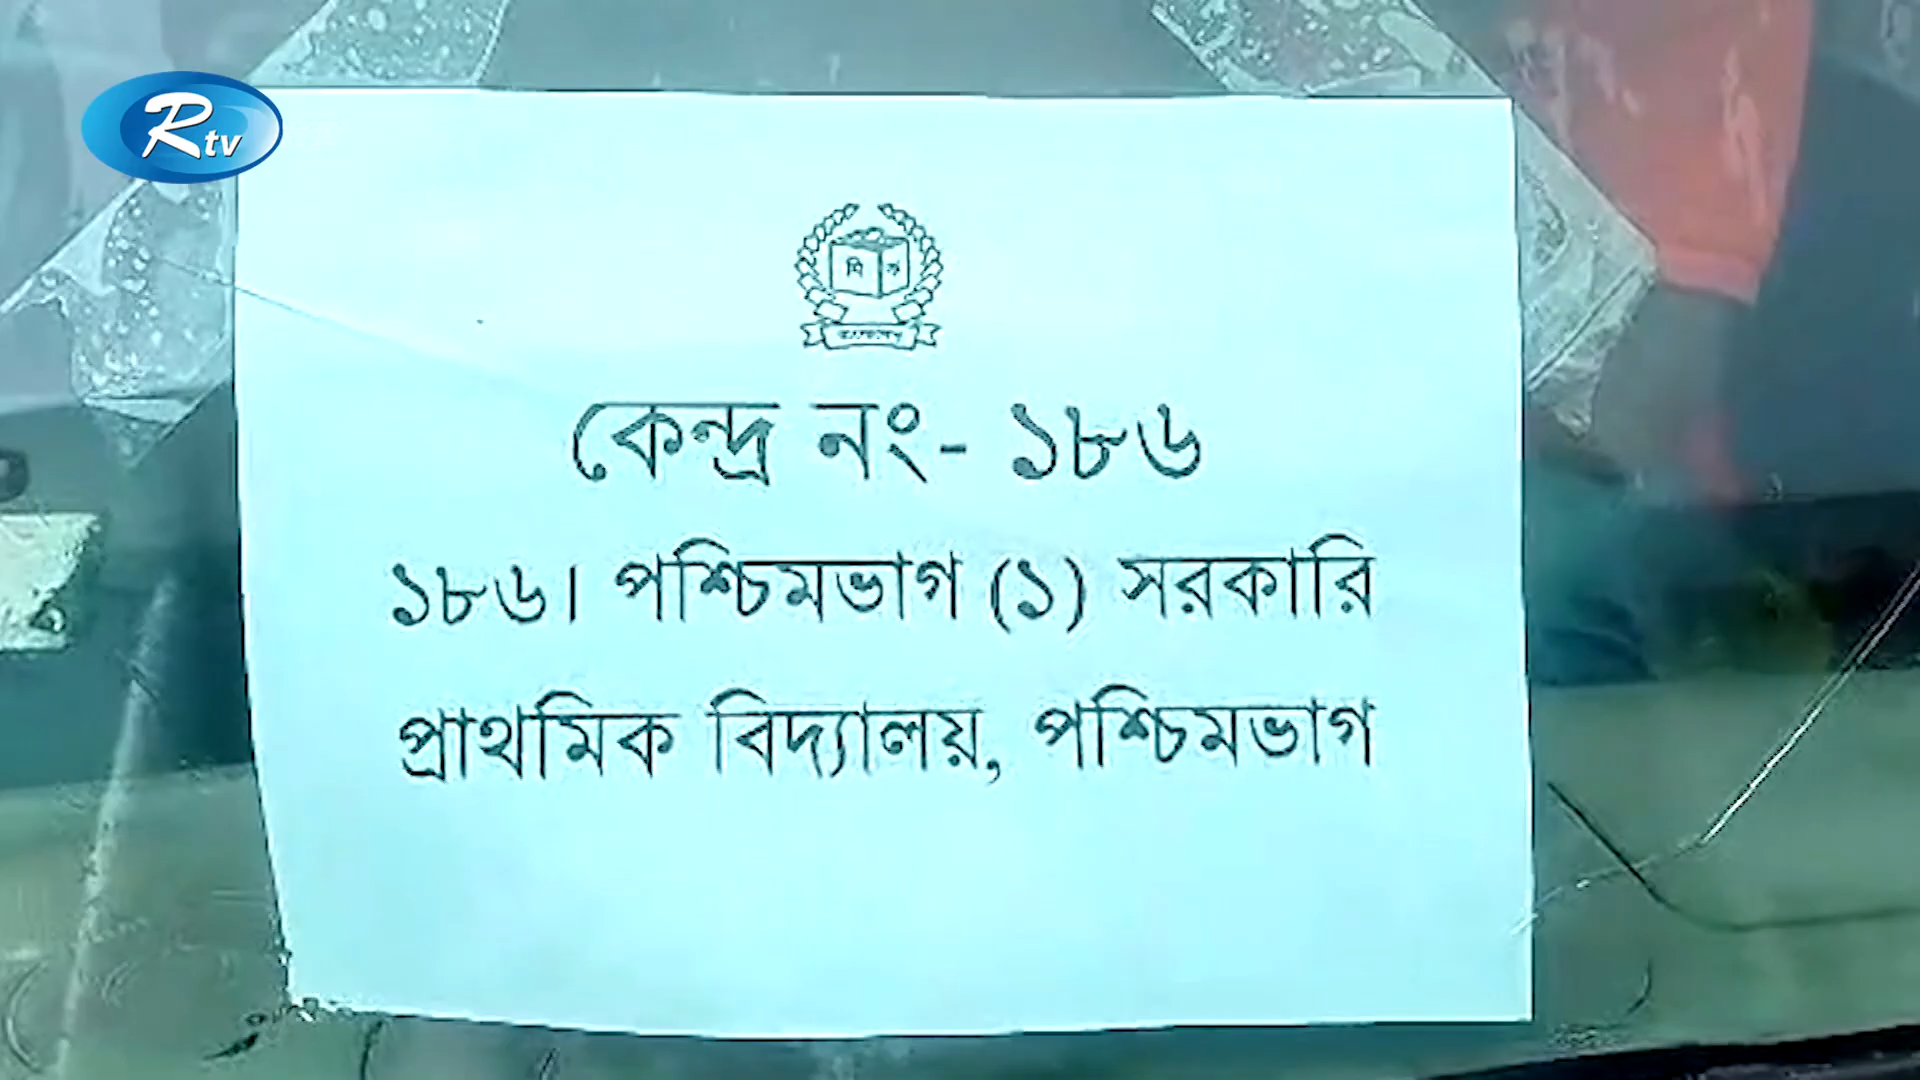 Rtv
নি ক
কেন্দ্র নং- ১৮৬
১৮৬। পশ্চিমভাগ (১) সরকারি
প্রাথমিক বিদ্যালয়, পশ্চিমভাগ